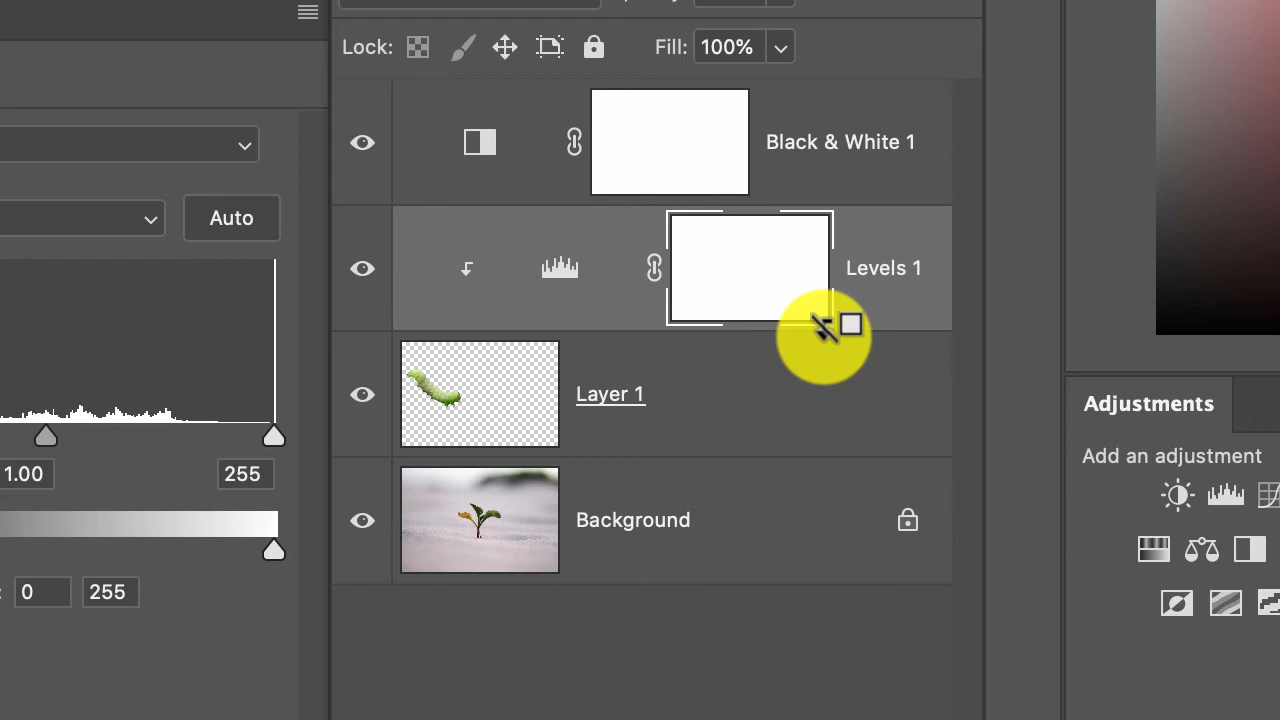 Lock:
Fill: 100%
Black & White 1
Auto
Levels 1
Layer 1
Adjustments
Add an adjustment
1.00
255
Background
0
255